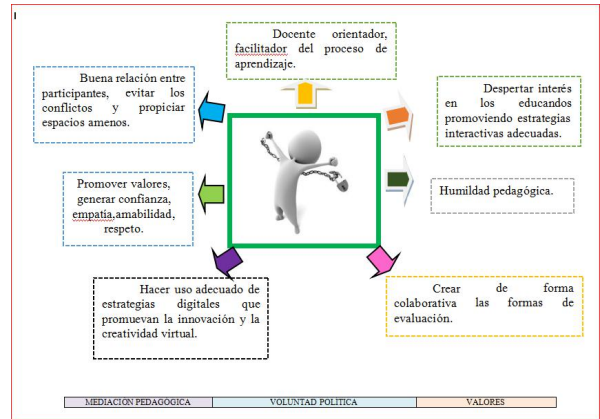 Docente orientador,
facilitador del proceso de
aprendizaje.
Buena relación entre
participantes, evitar los
conflictos y propiciar
espacios amenos.
Despertar interés
en los educandos
promoviendo estrategias
interactivas adecuadas.
Promover valores,
generar confianza,
empatía,amabilidad,
respeto.
Humildad pedagógica.
Hacer uso adecuado de
estrategias digitales que
promuevan la innovación y la
creatividad virtual.
Crear de forma
colaborativa las formas de
evaluación.
MEDIACION PEDAGOGICA VOLUNTAD POLÍTICA VALORES